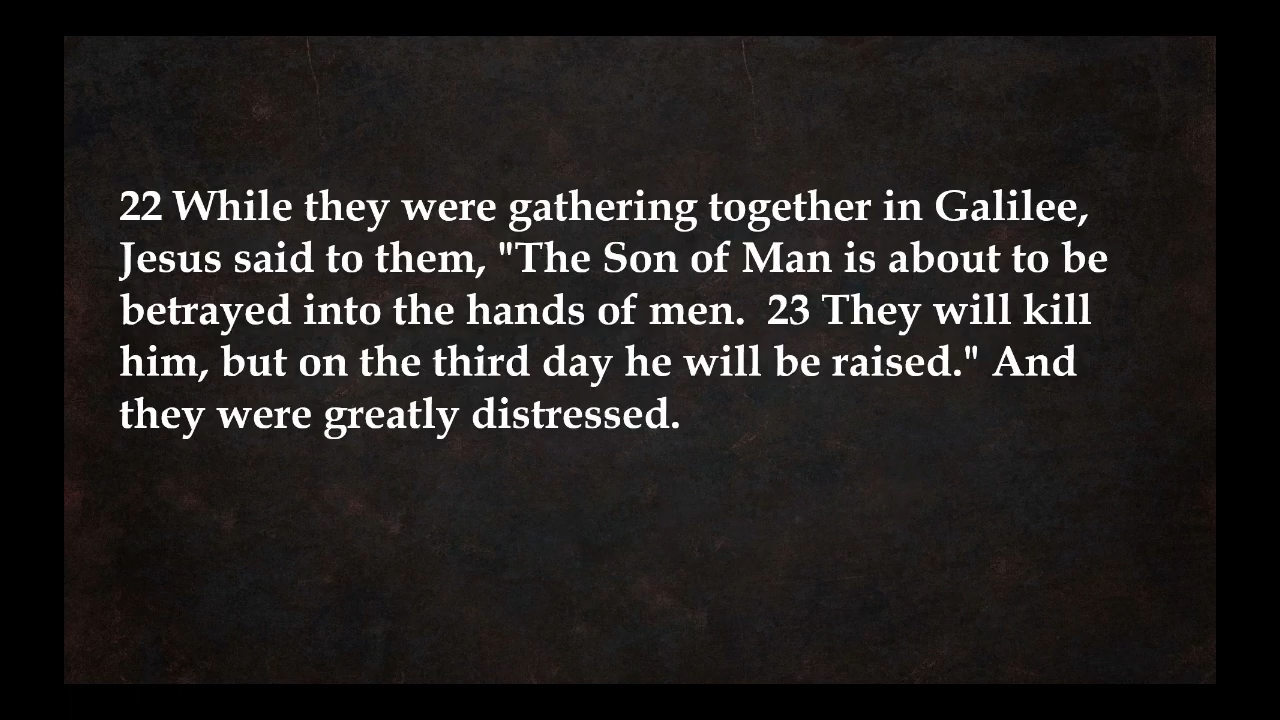 22 While they were gathering together in Galilee,
Jesus said to them, "The Son of Man is about to be
betrayed into the hands of men.  23 They will kill
him, but on the third day he will be raised." And
they were greatly distressed.